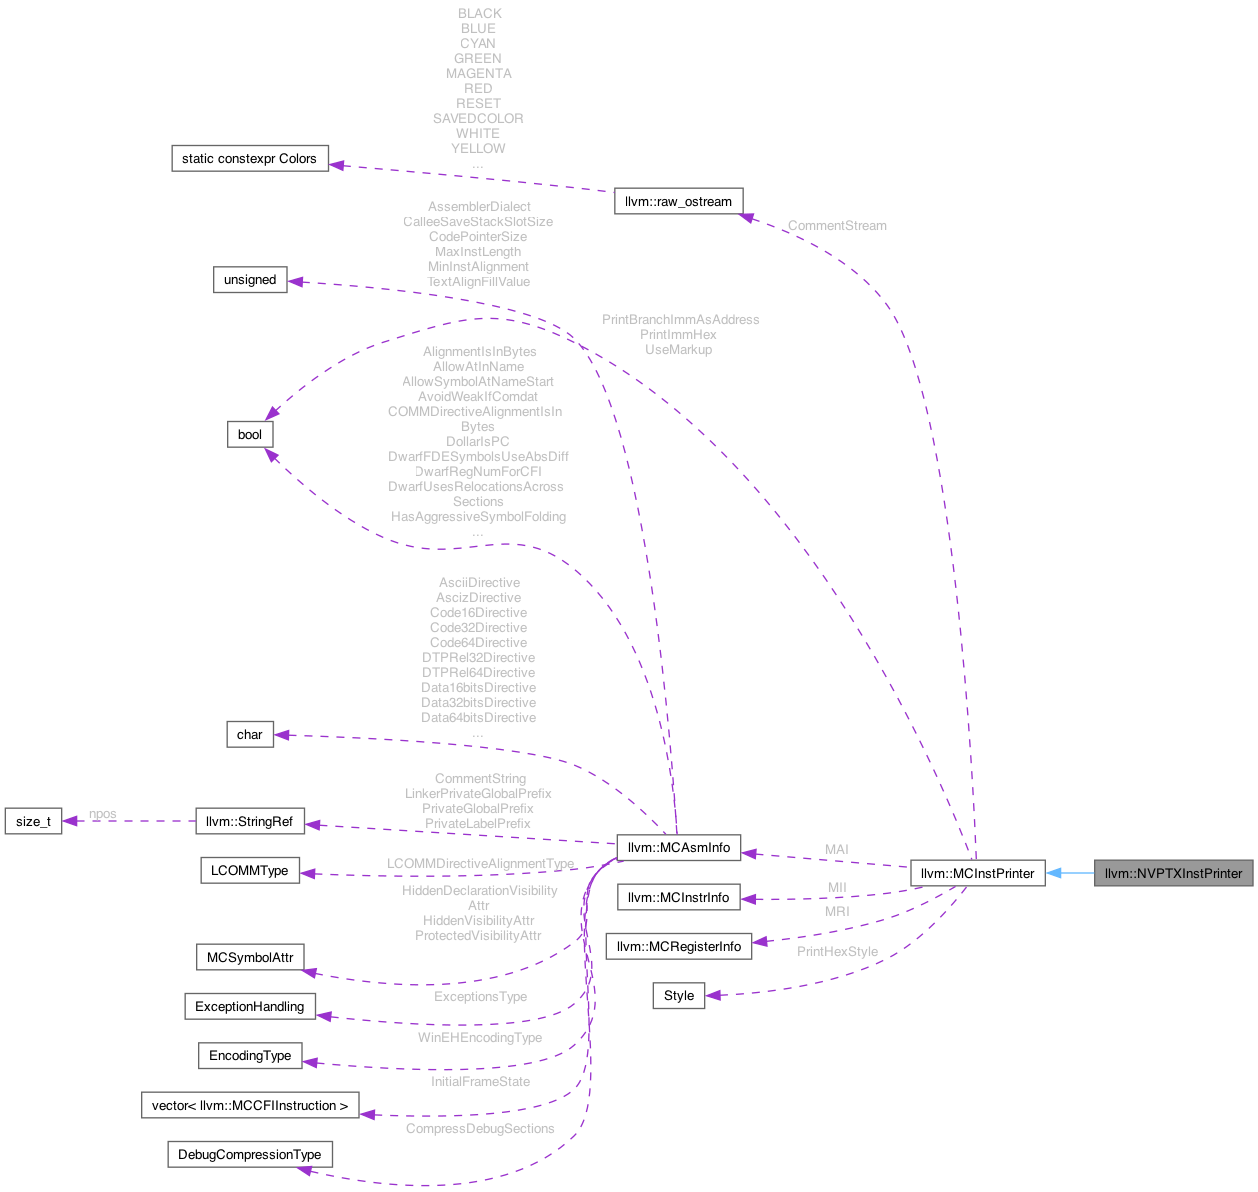 BLACK
BLUE
CYAN
GREEN
MAGENTA
RED
RESET
SAVEDCOLOR
WHITE
YELLOW
...
static constexpr Colors
llvm::raw_ostream
CommentStream
AssemblerDialect
CalleeSaveStackSlotSize
CodePointerSize
MaxInstLength
MinInstAlignment
TextAlignFillValue
unsigned
PrintBranchImmAsAddress
PrintImmHex
UseMarkup
AlignmentIsInBytes
AllowAtInName
AllowSymbolAtNameStart
AvoidWeakIfComdat
COMMDirectiveAlignmentIsIn
Bytes
DollarIsPC
DwarfFDESymbolsUseAbsDiff
DwarfRegNumForCFI
DwarfUsesRelocationsAcross
Sections
HasAggressiveSymbolFolding
...
bool
AsciiDirective
AscizDirective
Code16Directive
Code32Directive
Code64Directive
DTPRel32Directive
DTPRel64Directive
Data16bitsDirective
Data32bitsDirective
Data64bitsDirective
...
char
CommentString
LinkerPrivateGlobalPrefix
PrivateGlobalPrefix
PrivateLabelPrefix
size_t
npos
llvm::StringRef
llvm::MCAsmInfo
MAI
LCOMMDirectiveAlignmentType
LCOMMType
llvm::MCInstPrinter
llvm::NVPTXInstPrinter
MII
llvm::MCInstrInfo
HiddenDeclarationVisibility
Attr
HiddenVisibilityAttr
ProtectedVisibilityAttr
MRI
llvm::MCRegisterInfo
MCSymbolAttr
PrintHexStyle
Style
ExceptionsType
ExceptionHandling
WinEHEncodingType
EncodingType
InitialFrameState
vector< llvm::MCCFIInstruction >
CompressDebugSections
DebugCompressionType